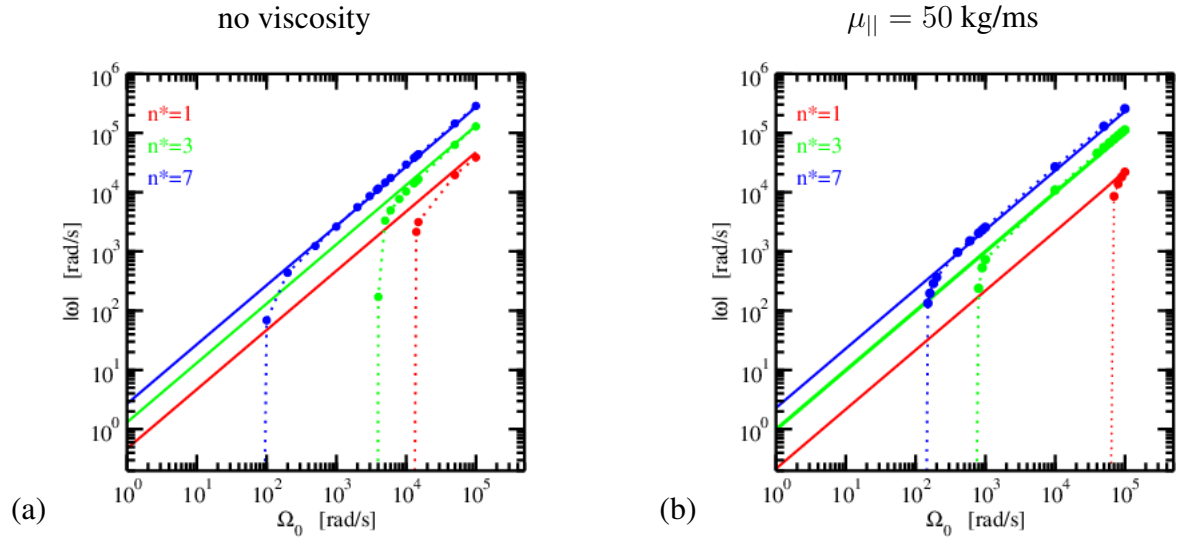 no viscosity
μ|| = 50 kg/ms
10^6
10^5
10^4
10^3
10^2
10^1
10^0
|ω| [rad/s]
n*=1
n*=3
n*=7
10^0 10^1 10^2 10^3 10^4 10^5
Ω_0 [rad/s]
(a)
10^6
10^5
10^4
10^3
10^2
10^1
10^0
|ω| [rad/s]
n*=1
n*=3
n*=7
10^0 10^1 10^2 10^3 10^4 10^5
Ω_0 [rad/s]
(b)